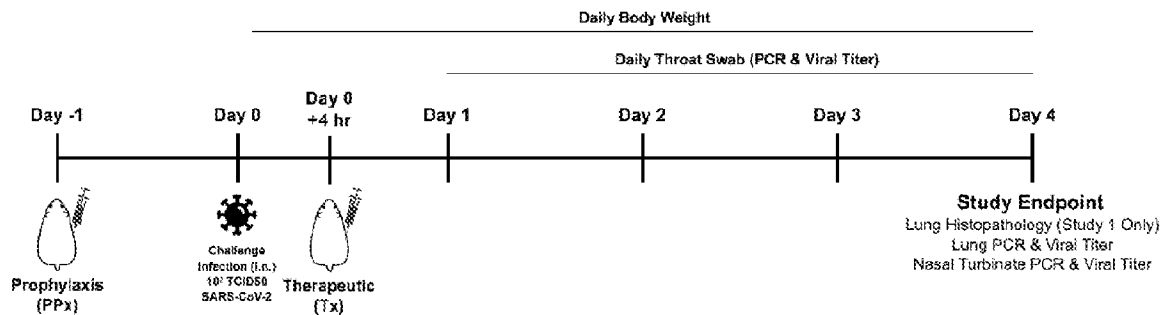 Daily Body Weight
Daily Throat Swab (PCR & Viral Titer)
Day -1
Day 0
Day 0
+4 hr
Day 1
Day 2
Day 3
Day 4
Prophylaxis
(PPx)
Challenge
Infection (i.n.)
TCID50
SARS-CoV-2
Therapeutic
(Tx)
Study Endpoint
Lung Histopathology (Study 1 Only)
Lung PCR & Viral Titer
Nasal Turbinate PCR & Viral Titer